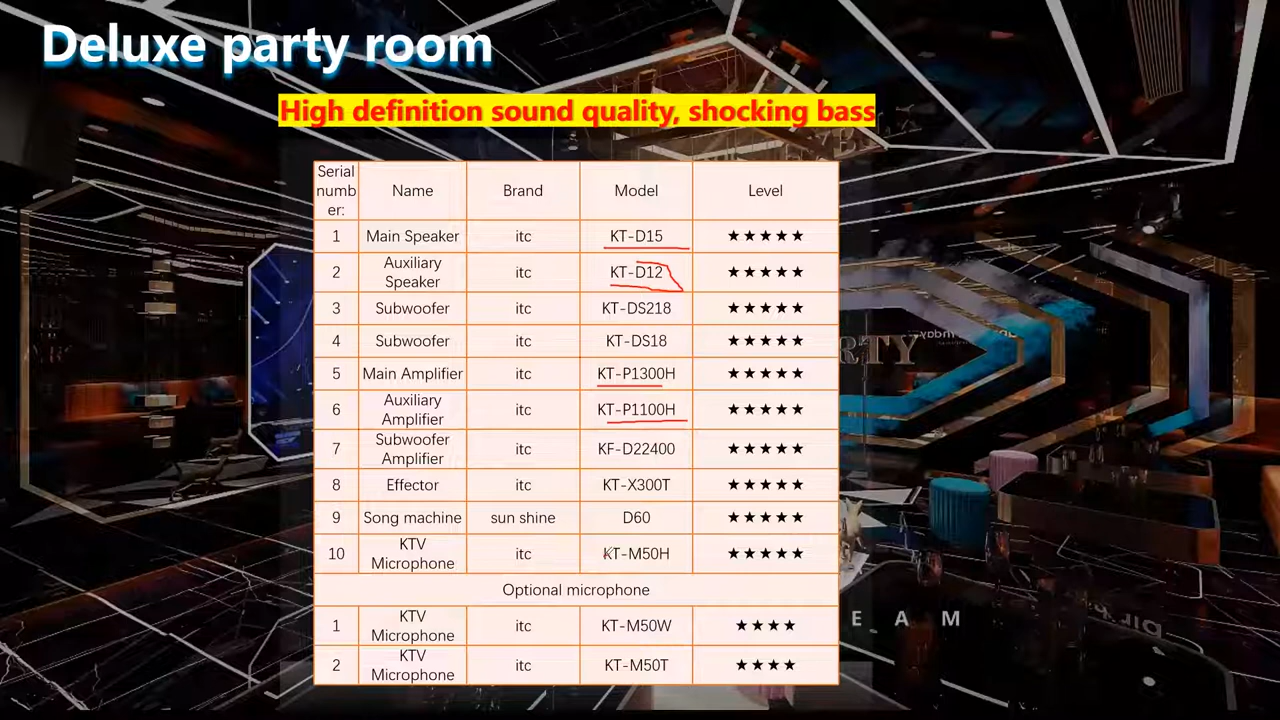 Deluxe party room
High definition sound quality, shocking bass
Serial
numb
er:
Name
Brand
Model
Level
1 Main Speaker itc KT-D15 ★★★★★
2 Auxiliary
Speaker itc KT-D12 ★★★★★
3 Subwoofer itc KT-DS218 ★★★★★
4 Subwoofer itc KT-DS18 ★★★★★
5 Main Amplifier itc KT-P1300H ★★★★★
6 Auxiliary
Amplifier itc KT-P1100H ★★★★★
7 Subwoofer
Amplifier itc KF-D22400 ★★★★★
8 Effector itc KT-X300T ★★★★★
9 Song machine sun shine D60 ★★★★★
10 KTV
Microphone itc KT-M50H ★★★★★
Optional microphone
1 KTV
Microphone itc KT-M50W ★★★★
2 KTV
Microphone itc KT-M50T ★★★★